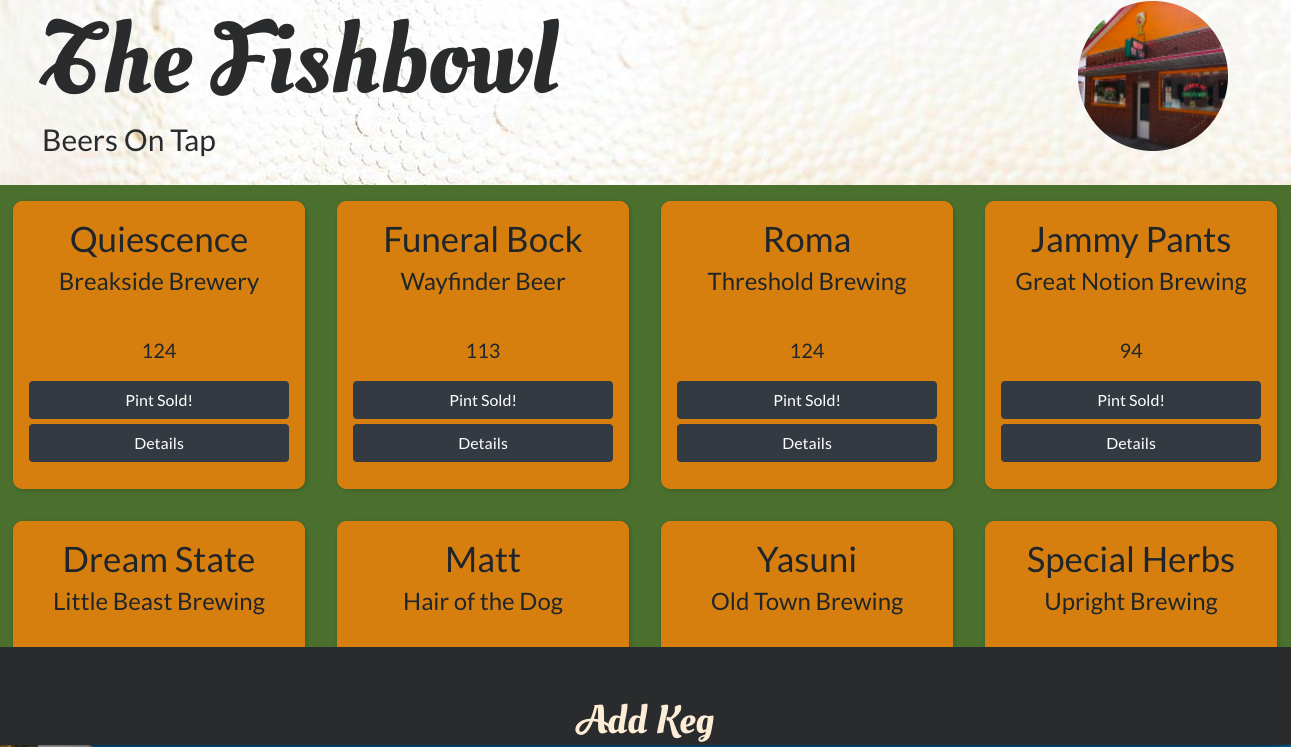 The Fishbowl
Beers On Tap
Quiescence
Breakside Brewery
124
Pint Sold!
Details
Funeral Bock
Wayfinder Beer
113
Pint Sold!
Details
Roma
Threshold Brewing
124
Pint Sold!
Details
Jammy Pants
Great Notion Brewing
94
Pint Sold!
Details
Dream State
Little Beast Brewing
Matt
Hair of the Dog
Yasuni
Old Town Brewing
Special Herbs
Upright Brewing
Add Keg